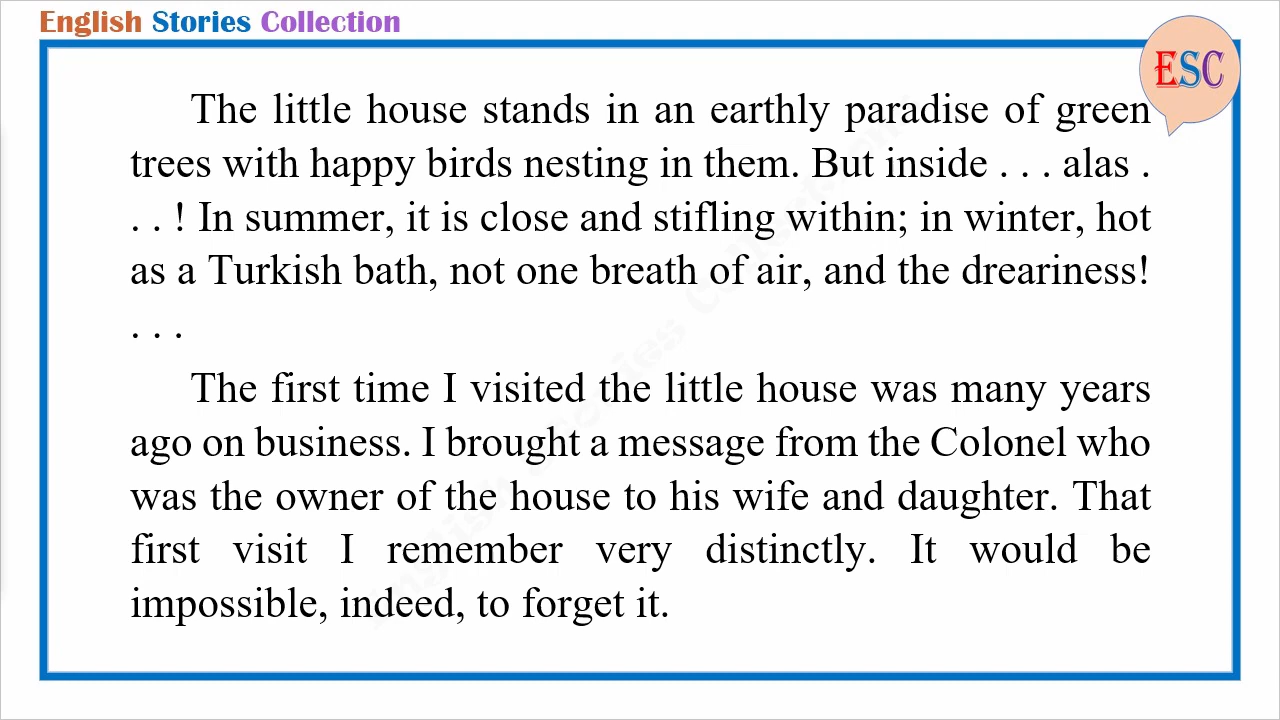 English Stories Collection
ESC
The little house stands in an earthly paradise of green
trees with happy birds nesting in them. But inside . . . alas .
. . ! In summer, it is close and stifling within; in winter, hot
as a Turkish bath, not one breath of air, and the dreariness!
. . .
The first time I visited the little house was many years
ago on business. I brought a message from the Colonel who
was the owner of the house to his wife and daughter. That
first visit I remember very distinctly. It would be
impossible, indeed, to forget it.